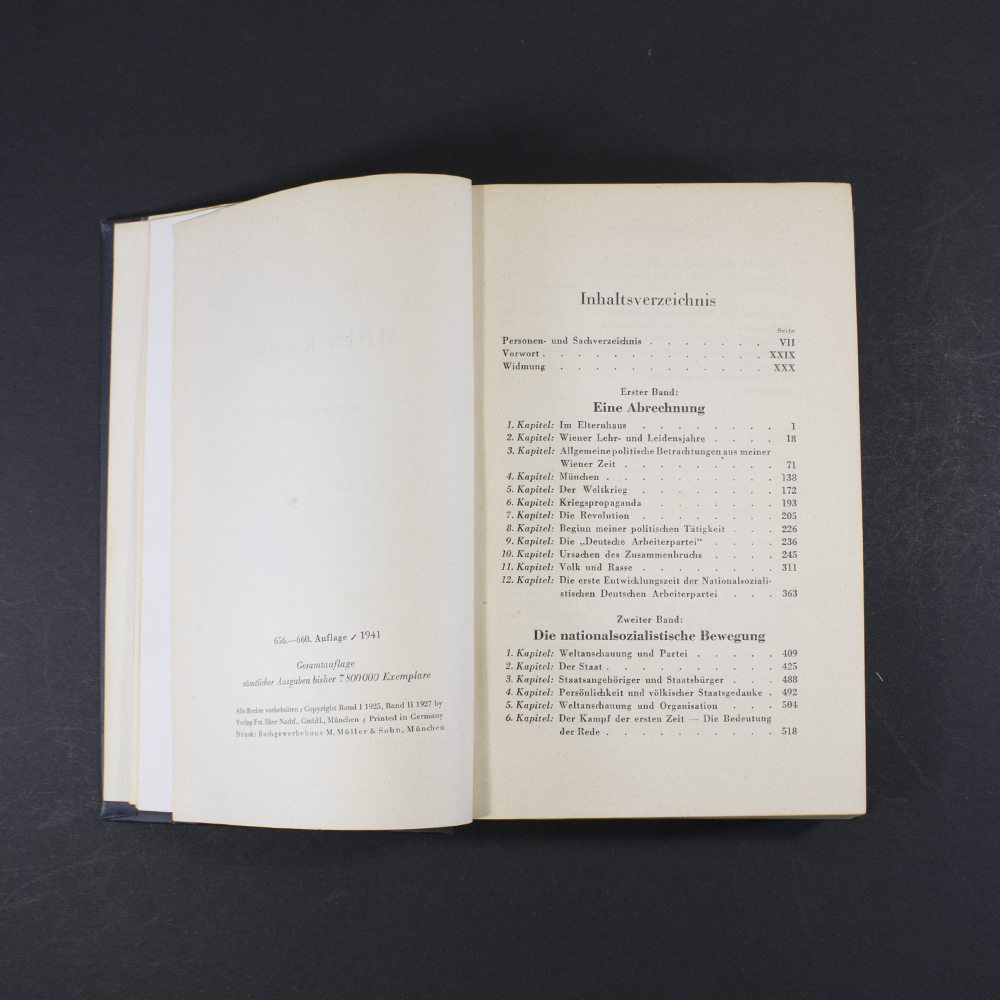 656.—660. Auflage / 1941
Gesamtauflage
sämtlicher Ausgaben bisher 7 800 000 Exemplare
Alle Rechte vorbehalten / Copyright Band I 1925, Band II 1927 by
Verlag Frz. Eher Nachf., GmbH., München / Printed in Germany
Druck: Buchgewerbehaus M. Müller & Sohn, München
Inhaltsverzeichnis
Seite
Personen- und Sachverzeichnis . . . . . . . VII
Vorwort . . . . . . . . . . . . . XXIX
Widmung . . . . . . . . . . . . XXX
Erster Band:
Eine Abrechnung
1. Kapitel: Im Elternhaus . . . . . . . . 1
2. Kapitel: Wiener Lehr- und Leidensjahre . . . . 18
3. Kapitel: Allgemeine politische Betrachtungen aus meiner
Wiener Zeit . . . . . . . . . 71
4. Kapitel: München . . . . . . . . . . 138
5. Kapitel: Der Weltkrieg . . . . . . . . 172
6. Kapitel: Kriegspropaganda . . . . . . . 193
7. Kapitel: Die Revolution . . . . . . . . 205
8. Kapitel: Beginn meiner politischen Tätigkeit . . . 226
9. Kapitel: Die „Deutsche Arbeiterpartei“ . . . . 236
10. Kapitel: Ursachen des Zusammenbruchs . . . . 245
11. Kapitel: Volk und Rasse . . . . . . . . 311
12. Kapitel: Die erste Entwicklungszeit der Nationalsoziali-
stischen Deutschen Arbeiterpartei . . . 363
Zweiter Band:
Die nationalsozialistische Bewegung
1. Kapitel: Weltanschauung und Partei . . . . . 409
2. Kapitel: Der Staat . . . . . . . . . . 425
3. Kapitel: Staatsangehöriger und Staatsbürger . . . 488
4. Kapitel: Persönlichkeit und völkischer Staatsgedanke . 492
5. Kapitel: Weltanschauung und Organisation . . . 504
6. Kapitel: Der Kampf der ersten Zeit — Die Bedeutung
der Rede . . . . . . . . . . 518